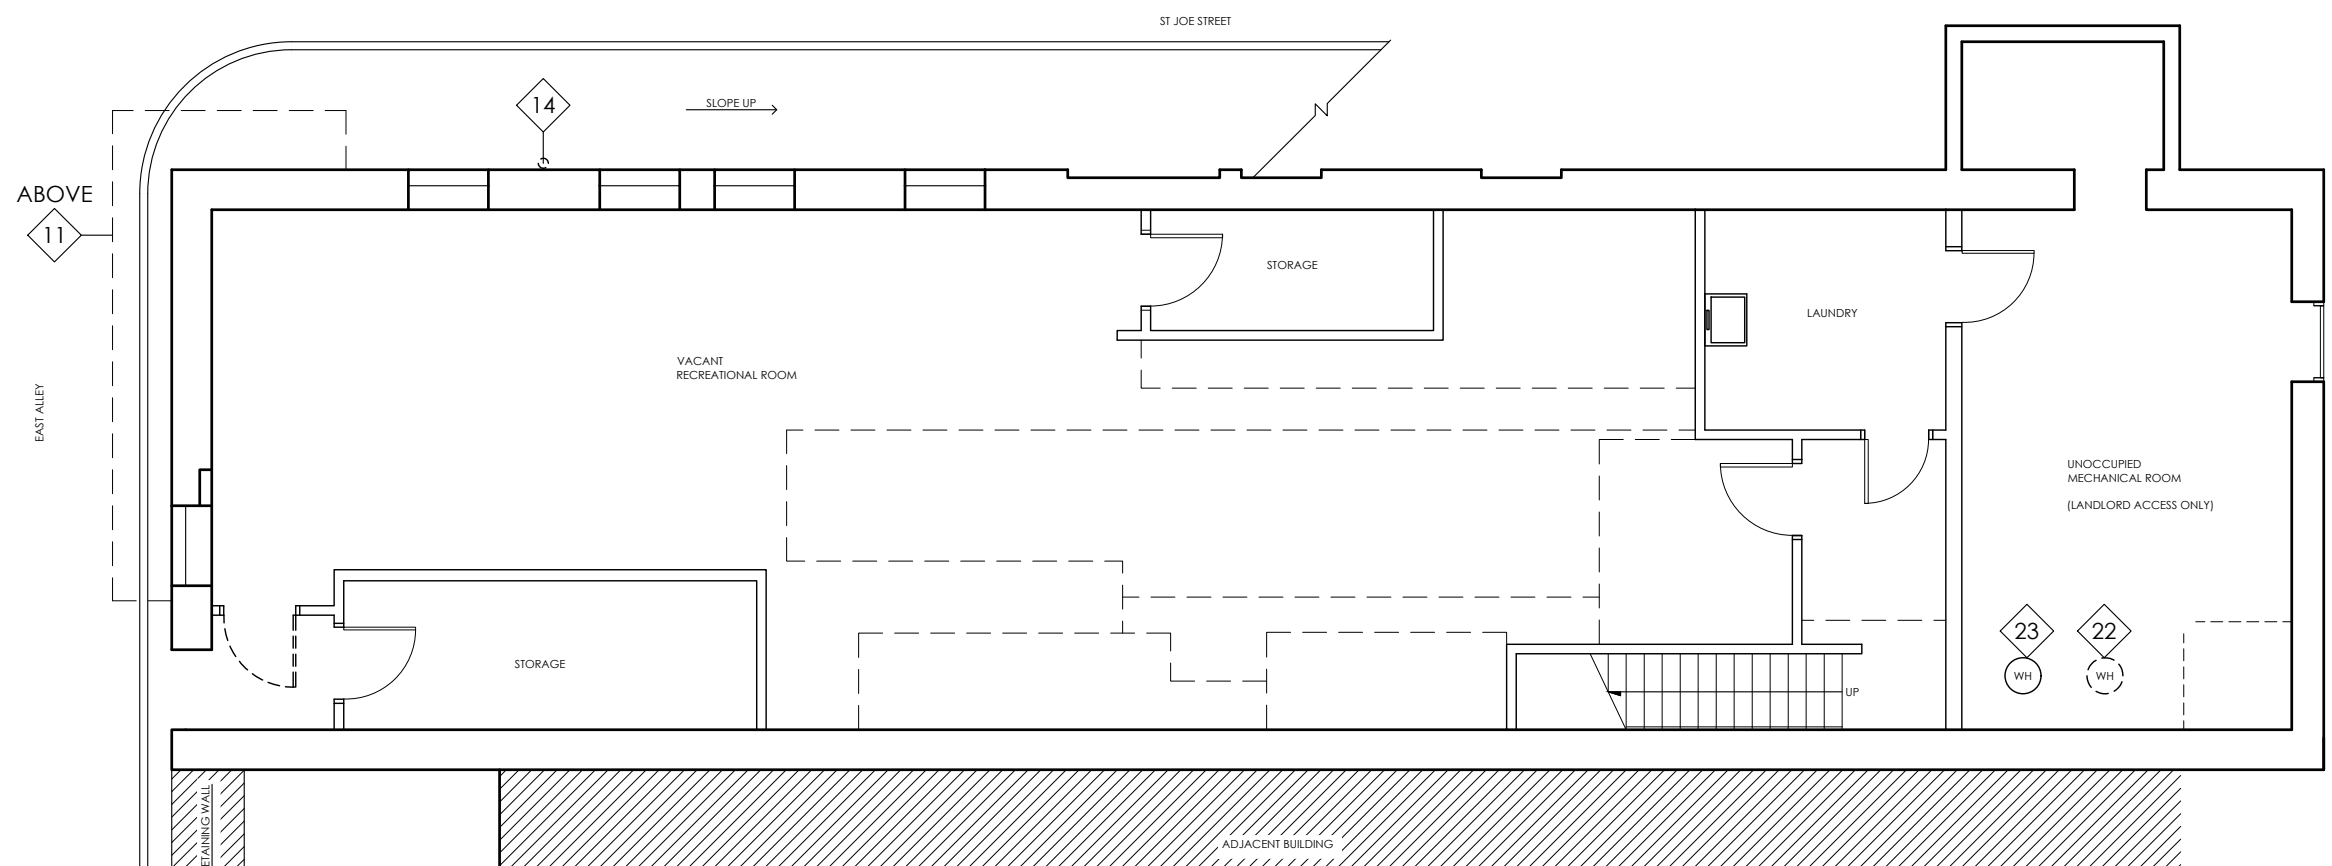 ST JOE STREET
14
SLOPE UP
ABOVE
11
STORAGE
LAUNDRY
VACANT
RECREATIONAL ROOM
EAST ALLEY
UNOCCUPIED
MECHANICAL ROOM
(LANDLORD ACCESS ONLY)
23
22
WH
WH
STORAGE
UP
ADJACENT BUILDING
WALL